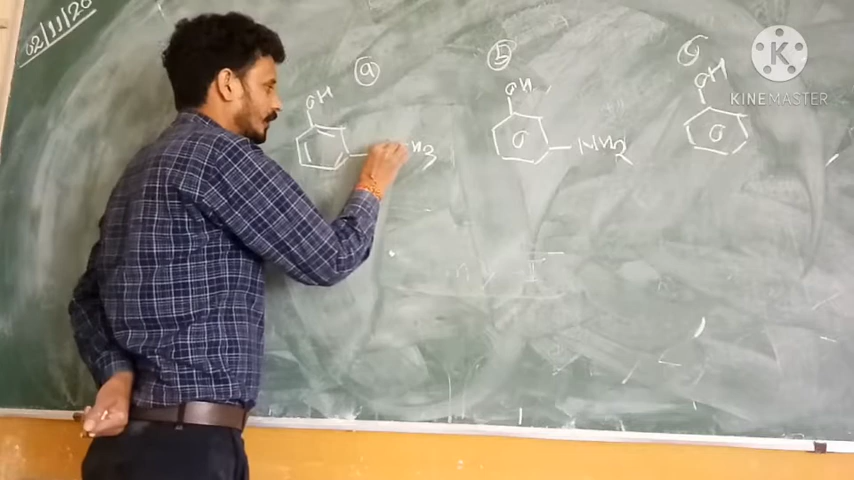 02/11/20
a
b
c
OH
OH
OH
NH2
NH2
K
KINEMASTER